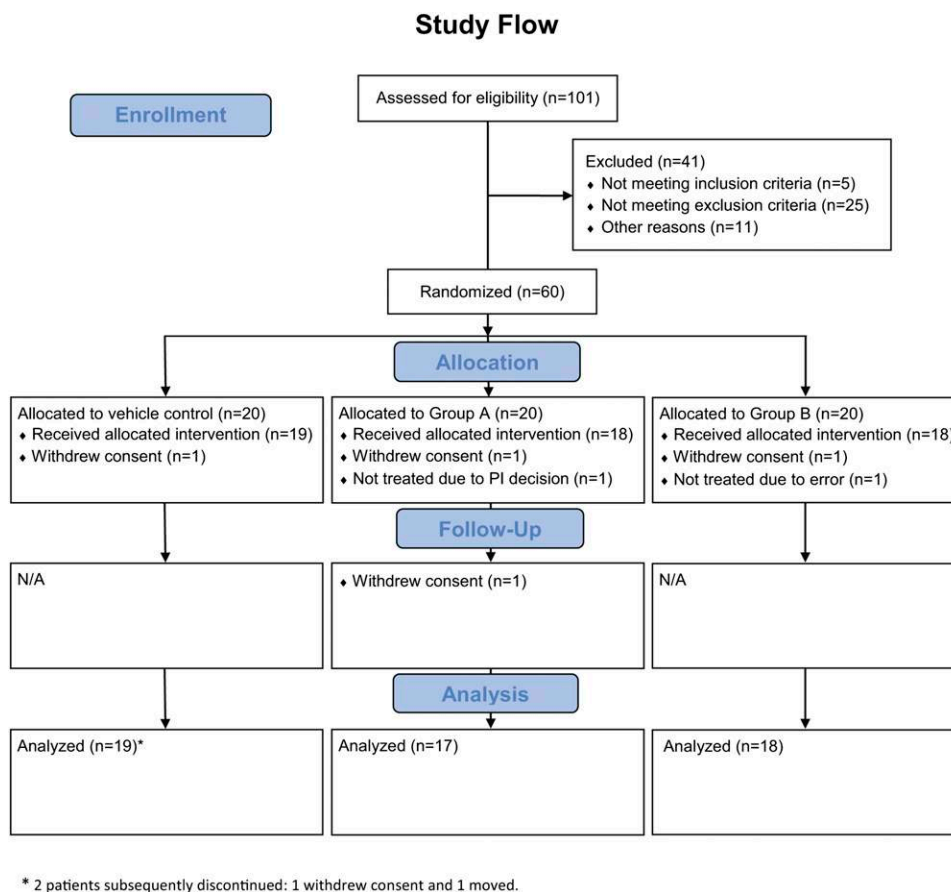 Study Flow
Enrollment
Assessed for eligibility (n=101)
Excluded (n=41)
♦ Not meeting inclusion criteria (n=5)
♦ Not meeting exclusion criteria (n=25)
♦ Other reasons (n=11)
Randomized (n=60)
Allocation
Allocated to vehicle control (n=20)
♦ Received allocated intervention (n=19)
♦ Withdrew consent (n=1)
Allocated to Group A (n=20)
♦ Received allocated intervention (n=18)
♦ Withdrew consent (n=1)
♦ Not treated due to PI decision (n=1)
Allocated to Group B (n=20)
♦ Received allocated intervention (n=18)
♦ Withdrew consent (n=1)
♦ Not treated due to error (n=1)
Follow-Up
N/A
♦ Withdrew consent (n=1)
N/A
Analysis
Analyzed (n=19)*
Analyzed (n=17)
Analyzed (n=18)
* 2 patients subsequently discontinued: 1 withdrew consent and 1 moved.